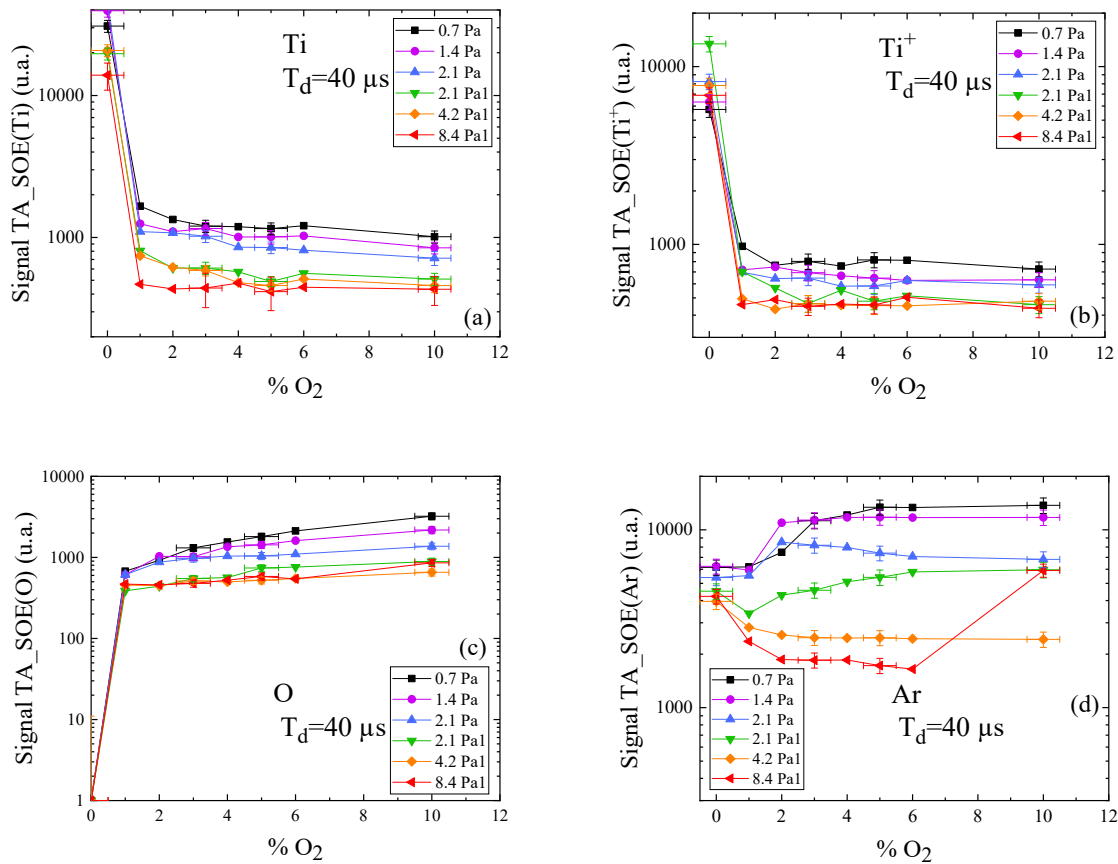 Signal TA_SOE(Ti) (u.a.)
10000
1000
Ti
T_d=40 µs
0.7 Pa
1.4 Pa
2.1 Pa
2.1 Pa1
4.2 Pa1
8.4 Pa1
(a)
0 2 4 6 8 10 12
% O₂
Signal TA_SOE(Ti⁺) (u.a.)
10000
1000
Ti⁺
T_d=40 µs
0.7 Pa
1.4 Pa
2.1 Pa
2.1 Pa1
4.2 Pa1
8.4 Pa1
(b)
0 2 4 6 8 10 12
% O₂
Signal TA_SOE(O) (u.a.)
10000
1000
100
10
1
(c)
O
T_d=40 µs
0.7 Pa
1.4 Pa
2.1 Pa
2.1 Pa1
4.2 Pa1
8.4 Pa1
0 2 4 6 8 10 12
% O₂
Signal TA_SOE(Ar) (u.a.)
10000
1000
0.7 Pa
1.4 Pa
2.1 Pa
2.1 Pa1
4.2 Pa1
8.4 Pa1
Ar
T_d=40 µs
(d)
0 2 4 6 8 10 12
% O₂